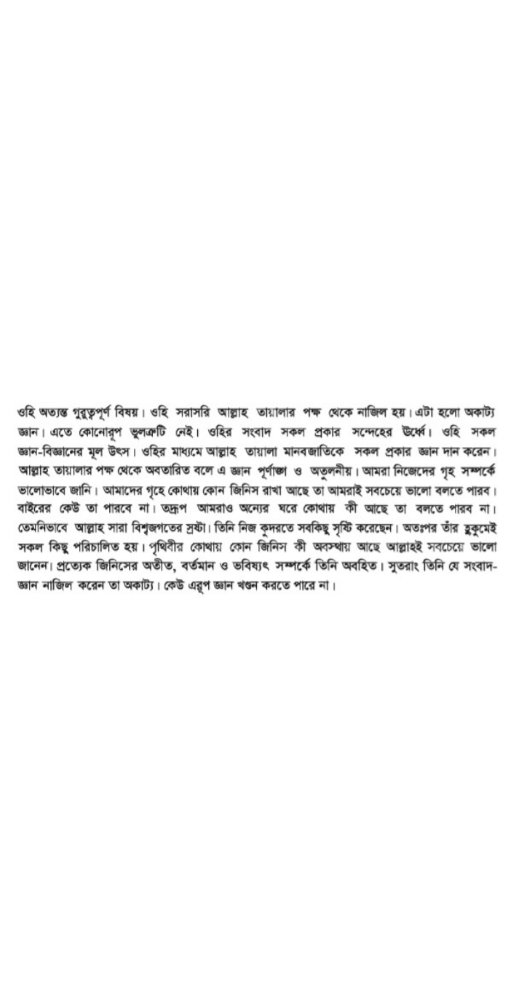 ওহি অত্যন্ত গুরুত্বপূর্ণ বিষয়। ওহি সরাসরি আল্লাহ তায়ালার পক্ষ থেকে নাজিল হয়। এটা হলো অকাট্য
জ্ঞান। এতে কোনোরূপ ভুলত্রুটি নেই। ওহির সংবাদ সকল প্রকার সন্দেহের ঊর্ধ্বে। ওহি সকল
জ্ঞান-বিজ্ঞানের মূল উৎস। ওহির মাধ্যমে আল্লাহ তায়ালা মানবজাতিকে সকল প্রকার জ্ঞান দান করেন।
আল্লাহ তায়ালার পক্ষ থেকে অবতারিত বলে এ জ্ঞান পূর্ণাঙ্গ ও অতুলনীয়। আমরা নিজেদের গৃহ সম্পর্কে
ভালোভাবে জানি। আমাদের গৃহে কোথায় কোন জিনিস রাখা আছে তা আমরাই সবচেয়ে ভালো বলতে পারব।
বাইরের কেউ তা পারবে না। তদ্রূপ আমরাও অন্যের ঘরে কোথায় কী আছে তা বলতে পারব না।
তেমনিভাবে আল্লাহ সারা বিশ্বজগতের স্রষ্টা। তিনি নিজ কুদরতে সবকিছু সৃষ্টি করেছেন। অতঃপর তাঁর হুকুমেই
সকল কিছু পরিচালিত হয়। পৃথিবীর কোথায় কোন জিনিস কী অবস্থায় আছে আল্লাহই সবচেয়ে ভালো
জানেন। প্রত্যেক জিনিসের অতীত, বর্তমান ও ভবিষ্যৎ সম্পর্কে তিনি অবহিত। সুতরাং তিনি যে সংবাদ-
জ্ঞান নাজিল করেন তা অকাট্য। কেউ এরূপ জ্ঞান খণ্ডন করতে পারে না।